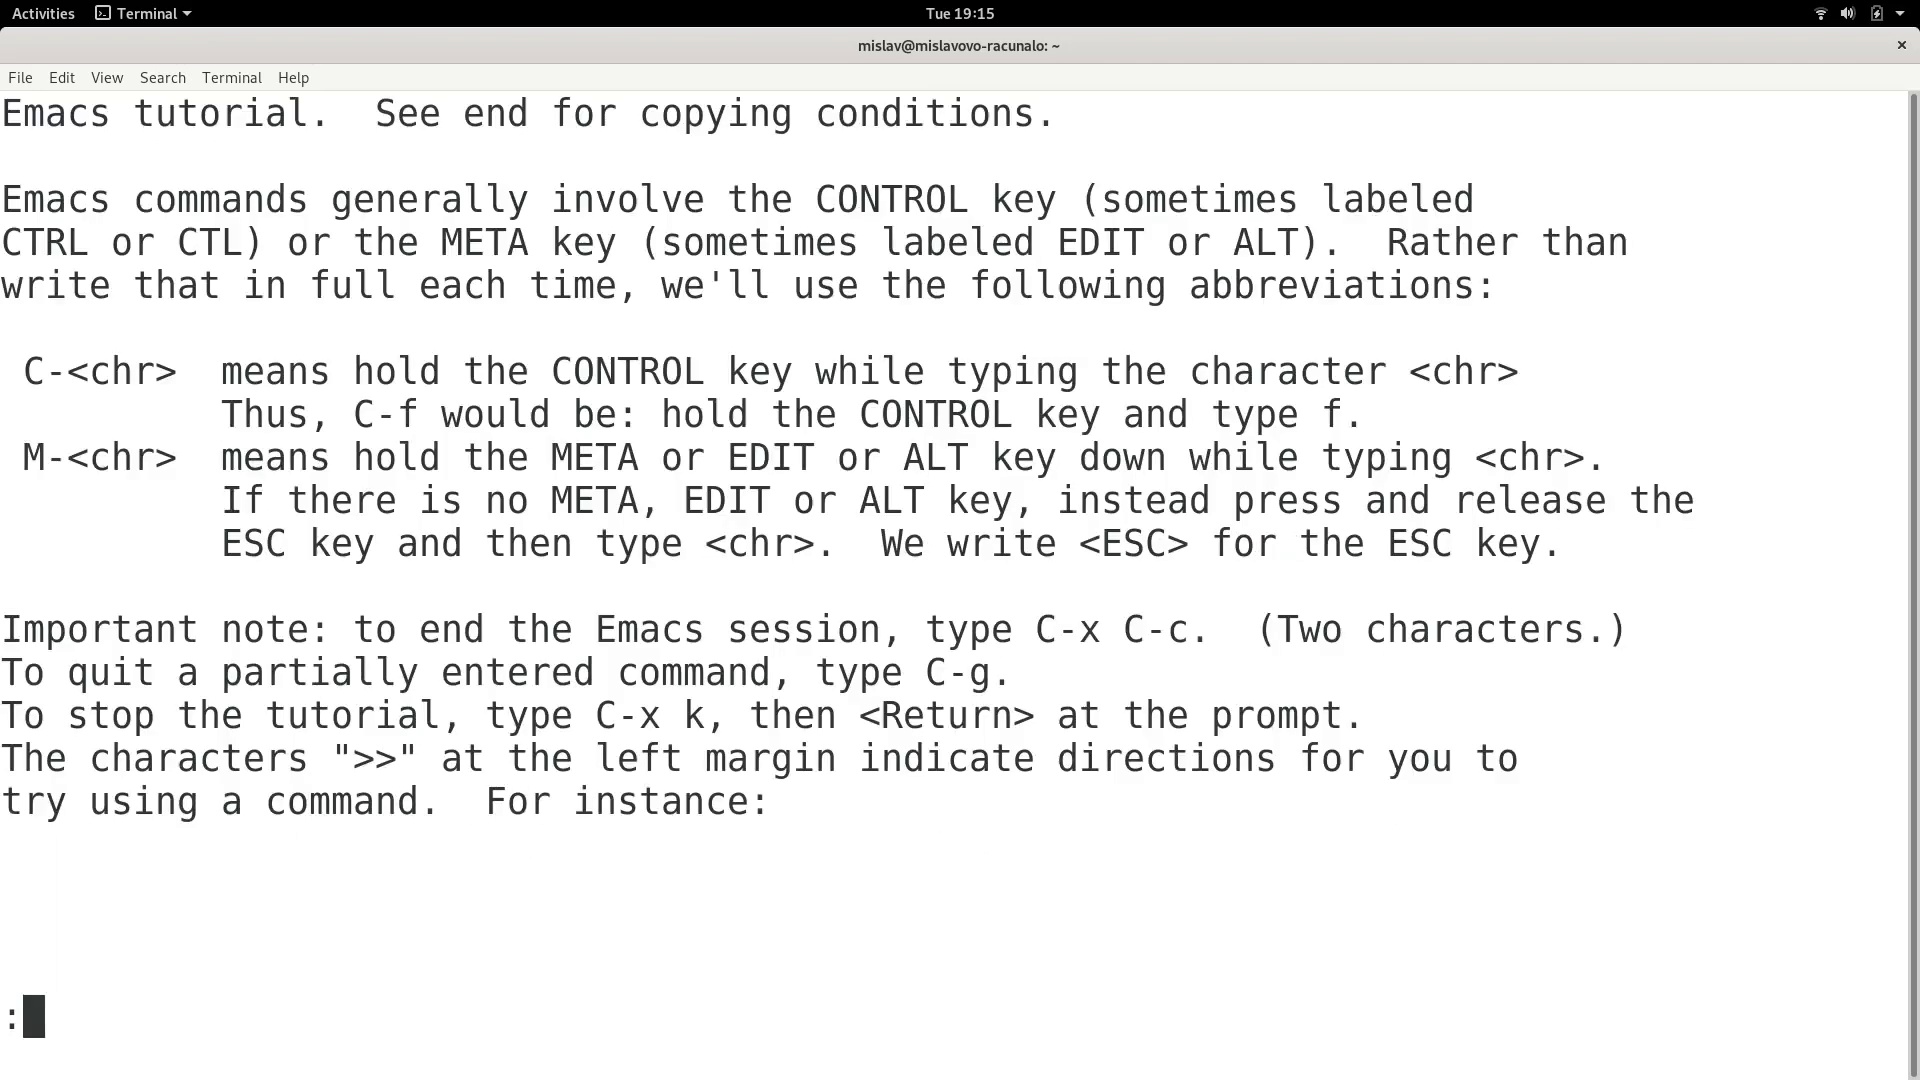 Activities Terminal Tue 19:15
mislav@mislavovo-racunalo: ~ ×
File Edit View Search Terminal Help
Emacs tutorial.  See end for copying conditions.
Emacs commands generally involve the CONTROL key (sometimes labeled
CTRL or CTL) or the META key (sometimes labeled EDIT or ALT).  Rather than
write that in full each time, we'll use the following abbreviations:
 C-<chr>  means hold the CONTROL key while typing the character <chr>
          Thus, C-f would be: hold the CONTROL key and type f.
 M-<chr>  means hold the META or EDIT or ALT key down while typing <chr>.
          If there is no META, EDIT or ALT key, instead press and release the
          ESC key and then type <chr>.  We write <ESC> for the ESC key.
Important note: to end the Emacs session, type C-x C-c.  (Two characters.)
To quit a partially entered command, type C-g.
To stop the tutorial, type C-x k, then <Return> at the prompt.
The characters ">>" at the left margin indicate directions for you to
try using a command.  For instance:
: